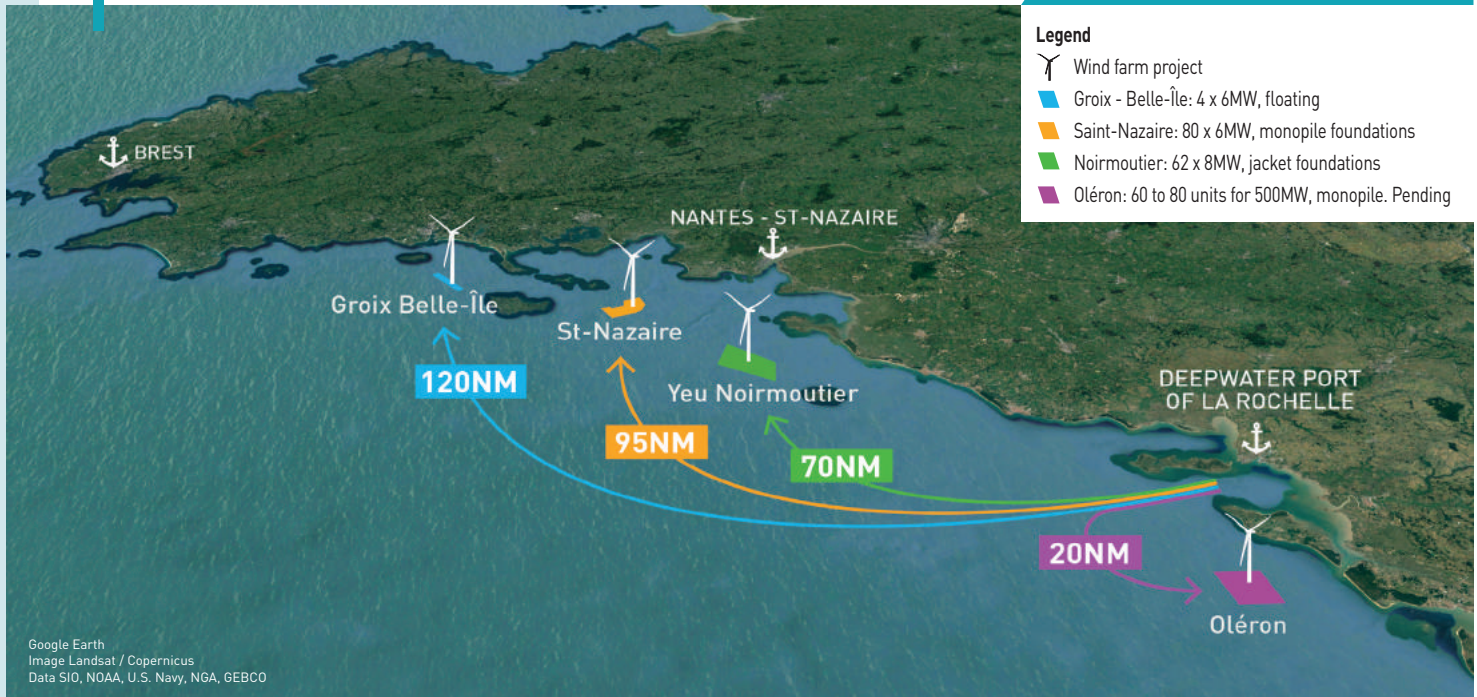 Legend
Wind farm project
Groix - Belle-Île: 4 x 6MW, floating
Saint-Nazaire: 80 x 6MW, monopile foundations
Noirmoutier: 62 x 8MW, jacket foundations
Oléron: 60 to 80 units for 500MW, monopile. Pending
BREST
NANTES - ST-NAZAIRE
Groix Belle-Île
St-Nazaire
Yeu Noirmoutier
DEEPWATER PORT
OF LA ROCHELLE
120NM
95NM
70NM
20NM
Oléron
Google Earth
Image Landsat / Copernicus
Data SIO, NOAA, U.S. Navy, NGA, GEBCO